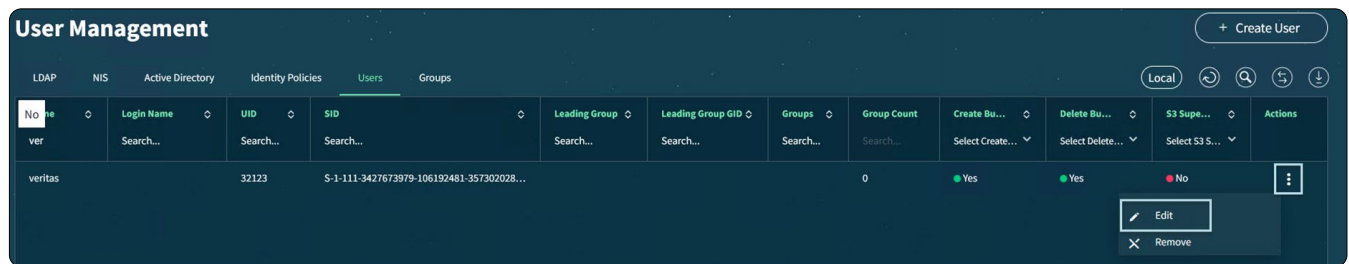 User Management
+ Create User
LDAP NIS Active Directory Identity Policies Users Groups Local
No me Login Name UID SID Leading Group Leading Group GID Groups Group Count Create Bu... Delete Bu... S3 Supe... Actions
ver Search... Search... Search... Search... Search... Search... Search... Select Create... Select Delete... Select S3 S...
veritas 32123 S-1-111-3427673979-106192481-357302028... 0 Yes Yes No
Edit
Remove